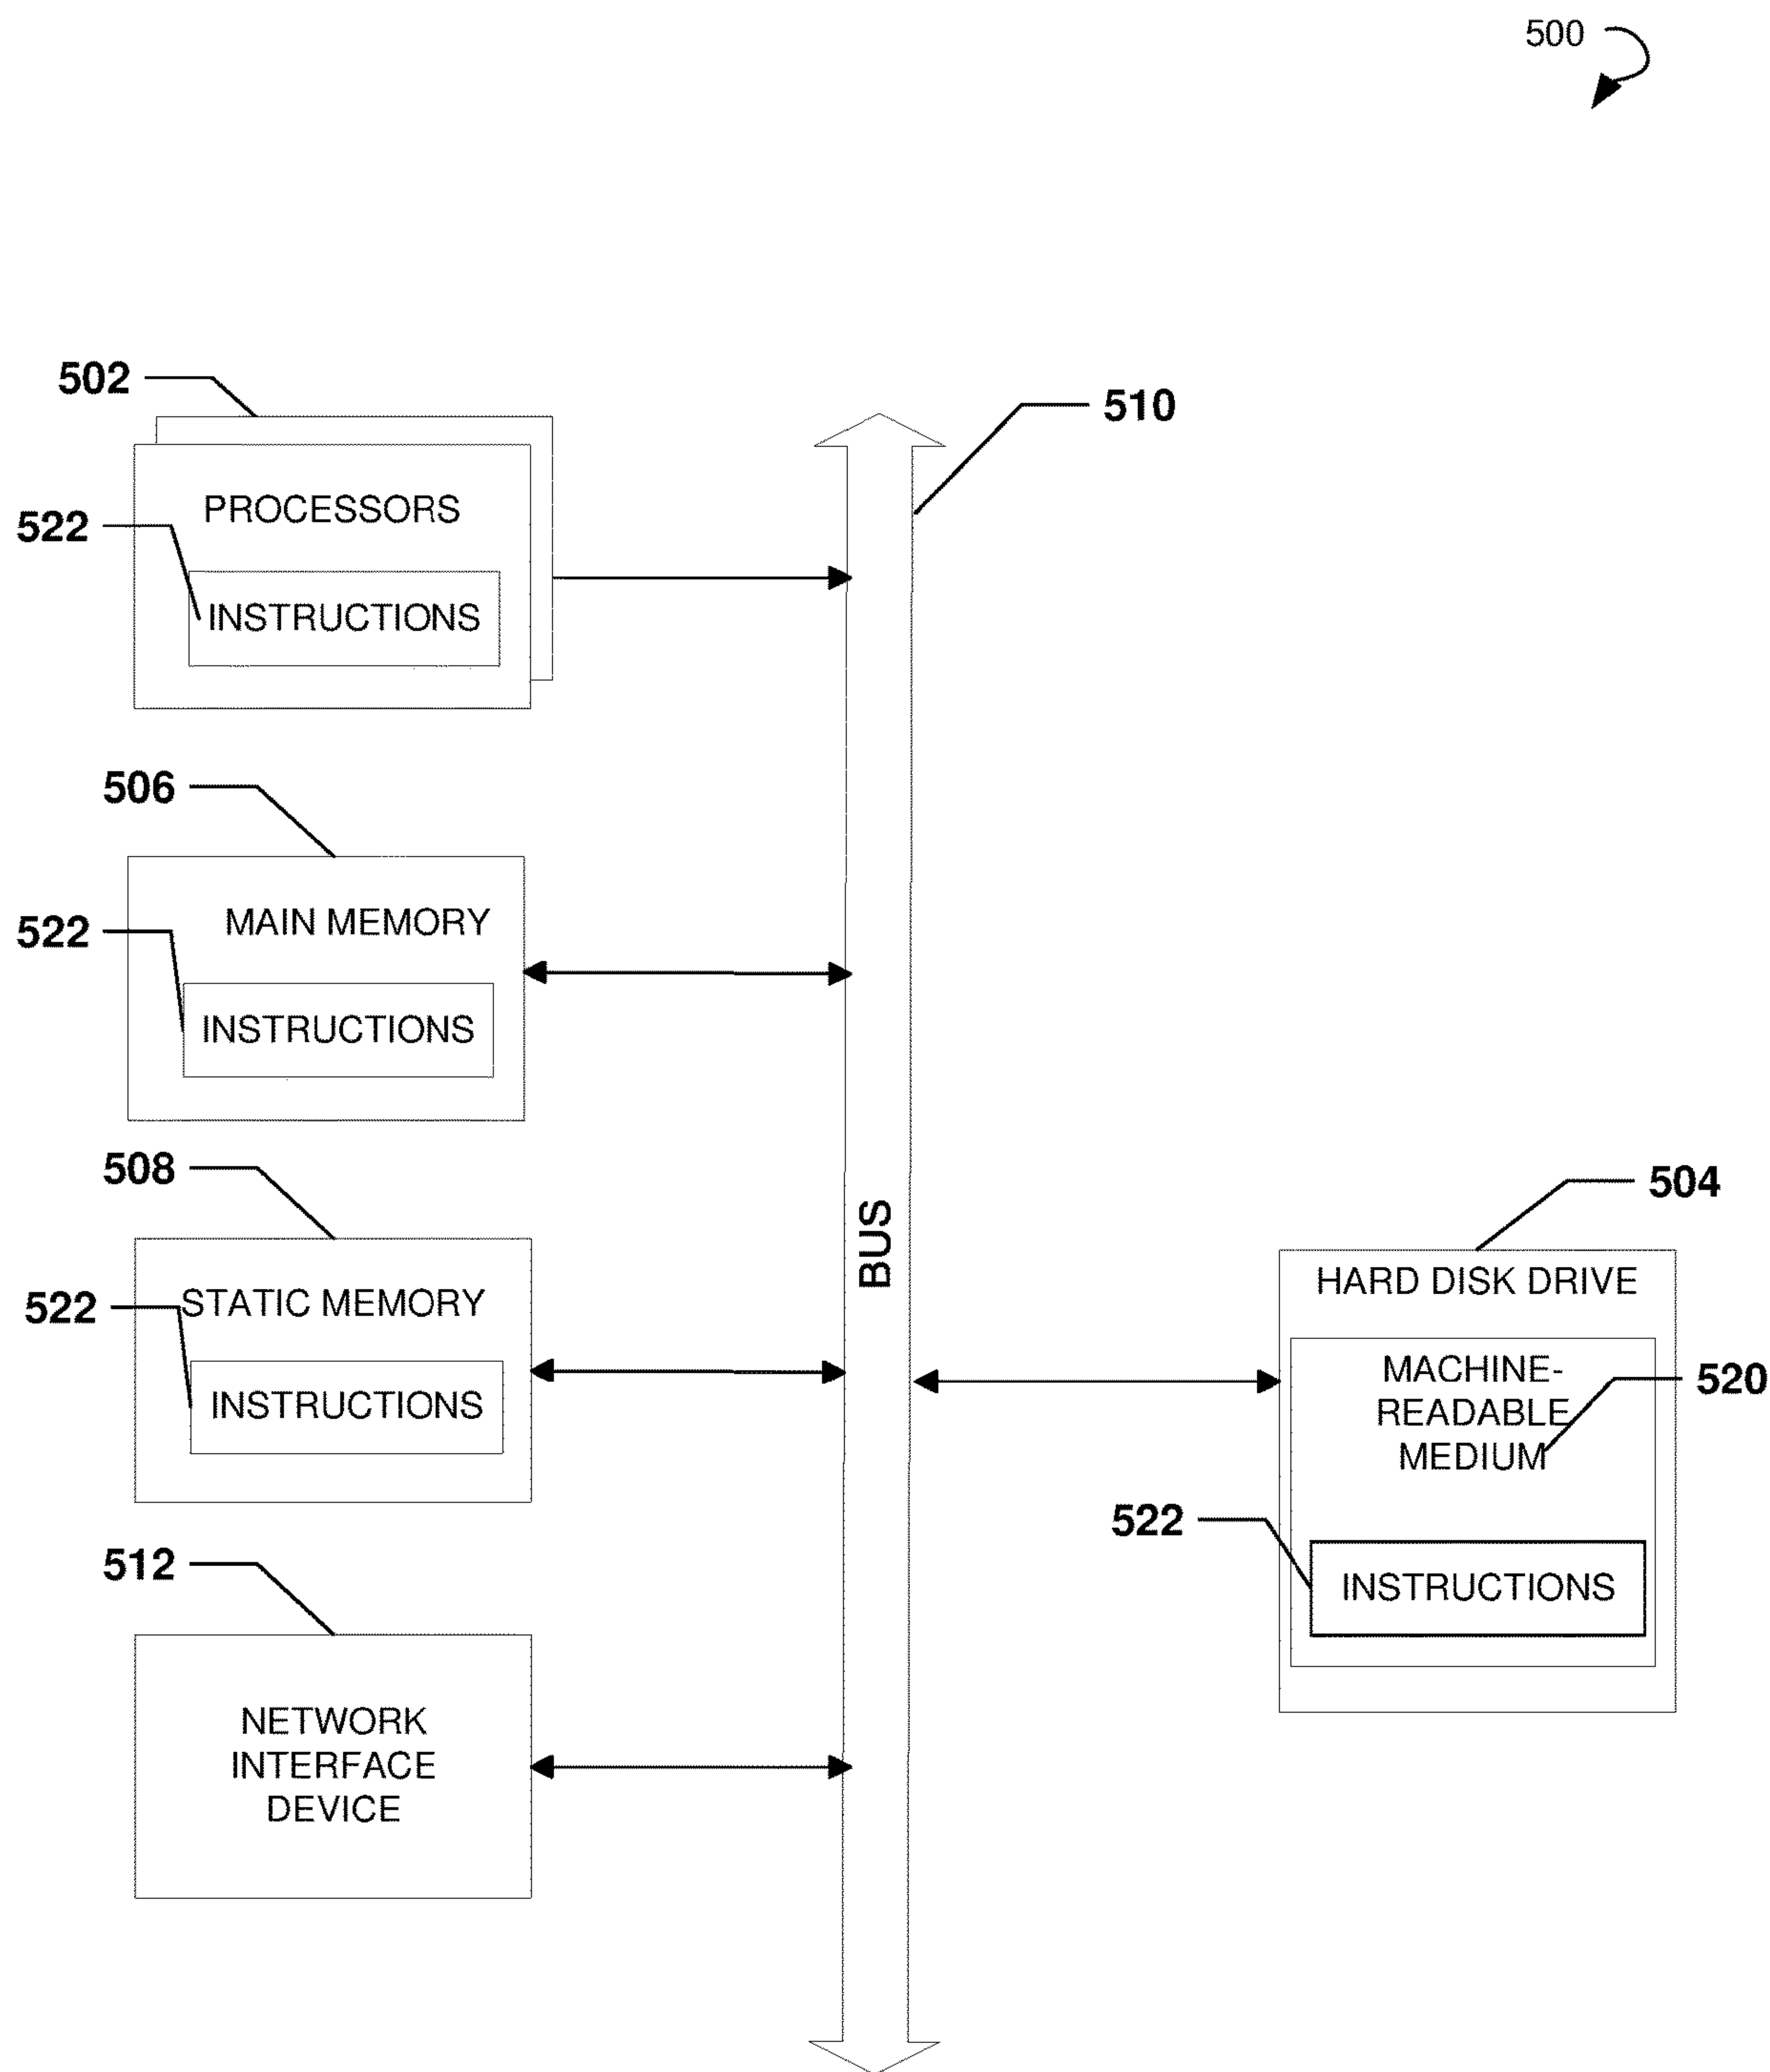 500
502
510
PROCESSORS
522
INSTRUCTIONS
506
MAIN MEMORY
522
INSTRUCTIONS
508
STATIC MEMORY
522
INSTRUCTIONS
BUS
504
HARD DISK DRIVE
MACHINE-
READABLE
MEDIUM
520
522
INSTRUCTIONS
512
NETWORK
INTERFACE
DEVICE